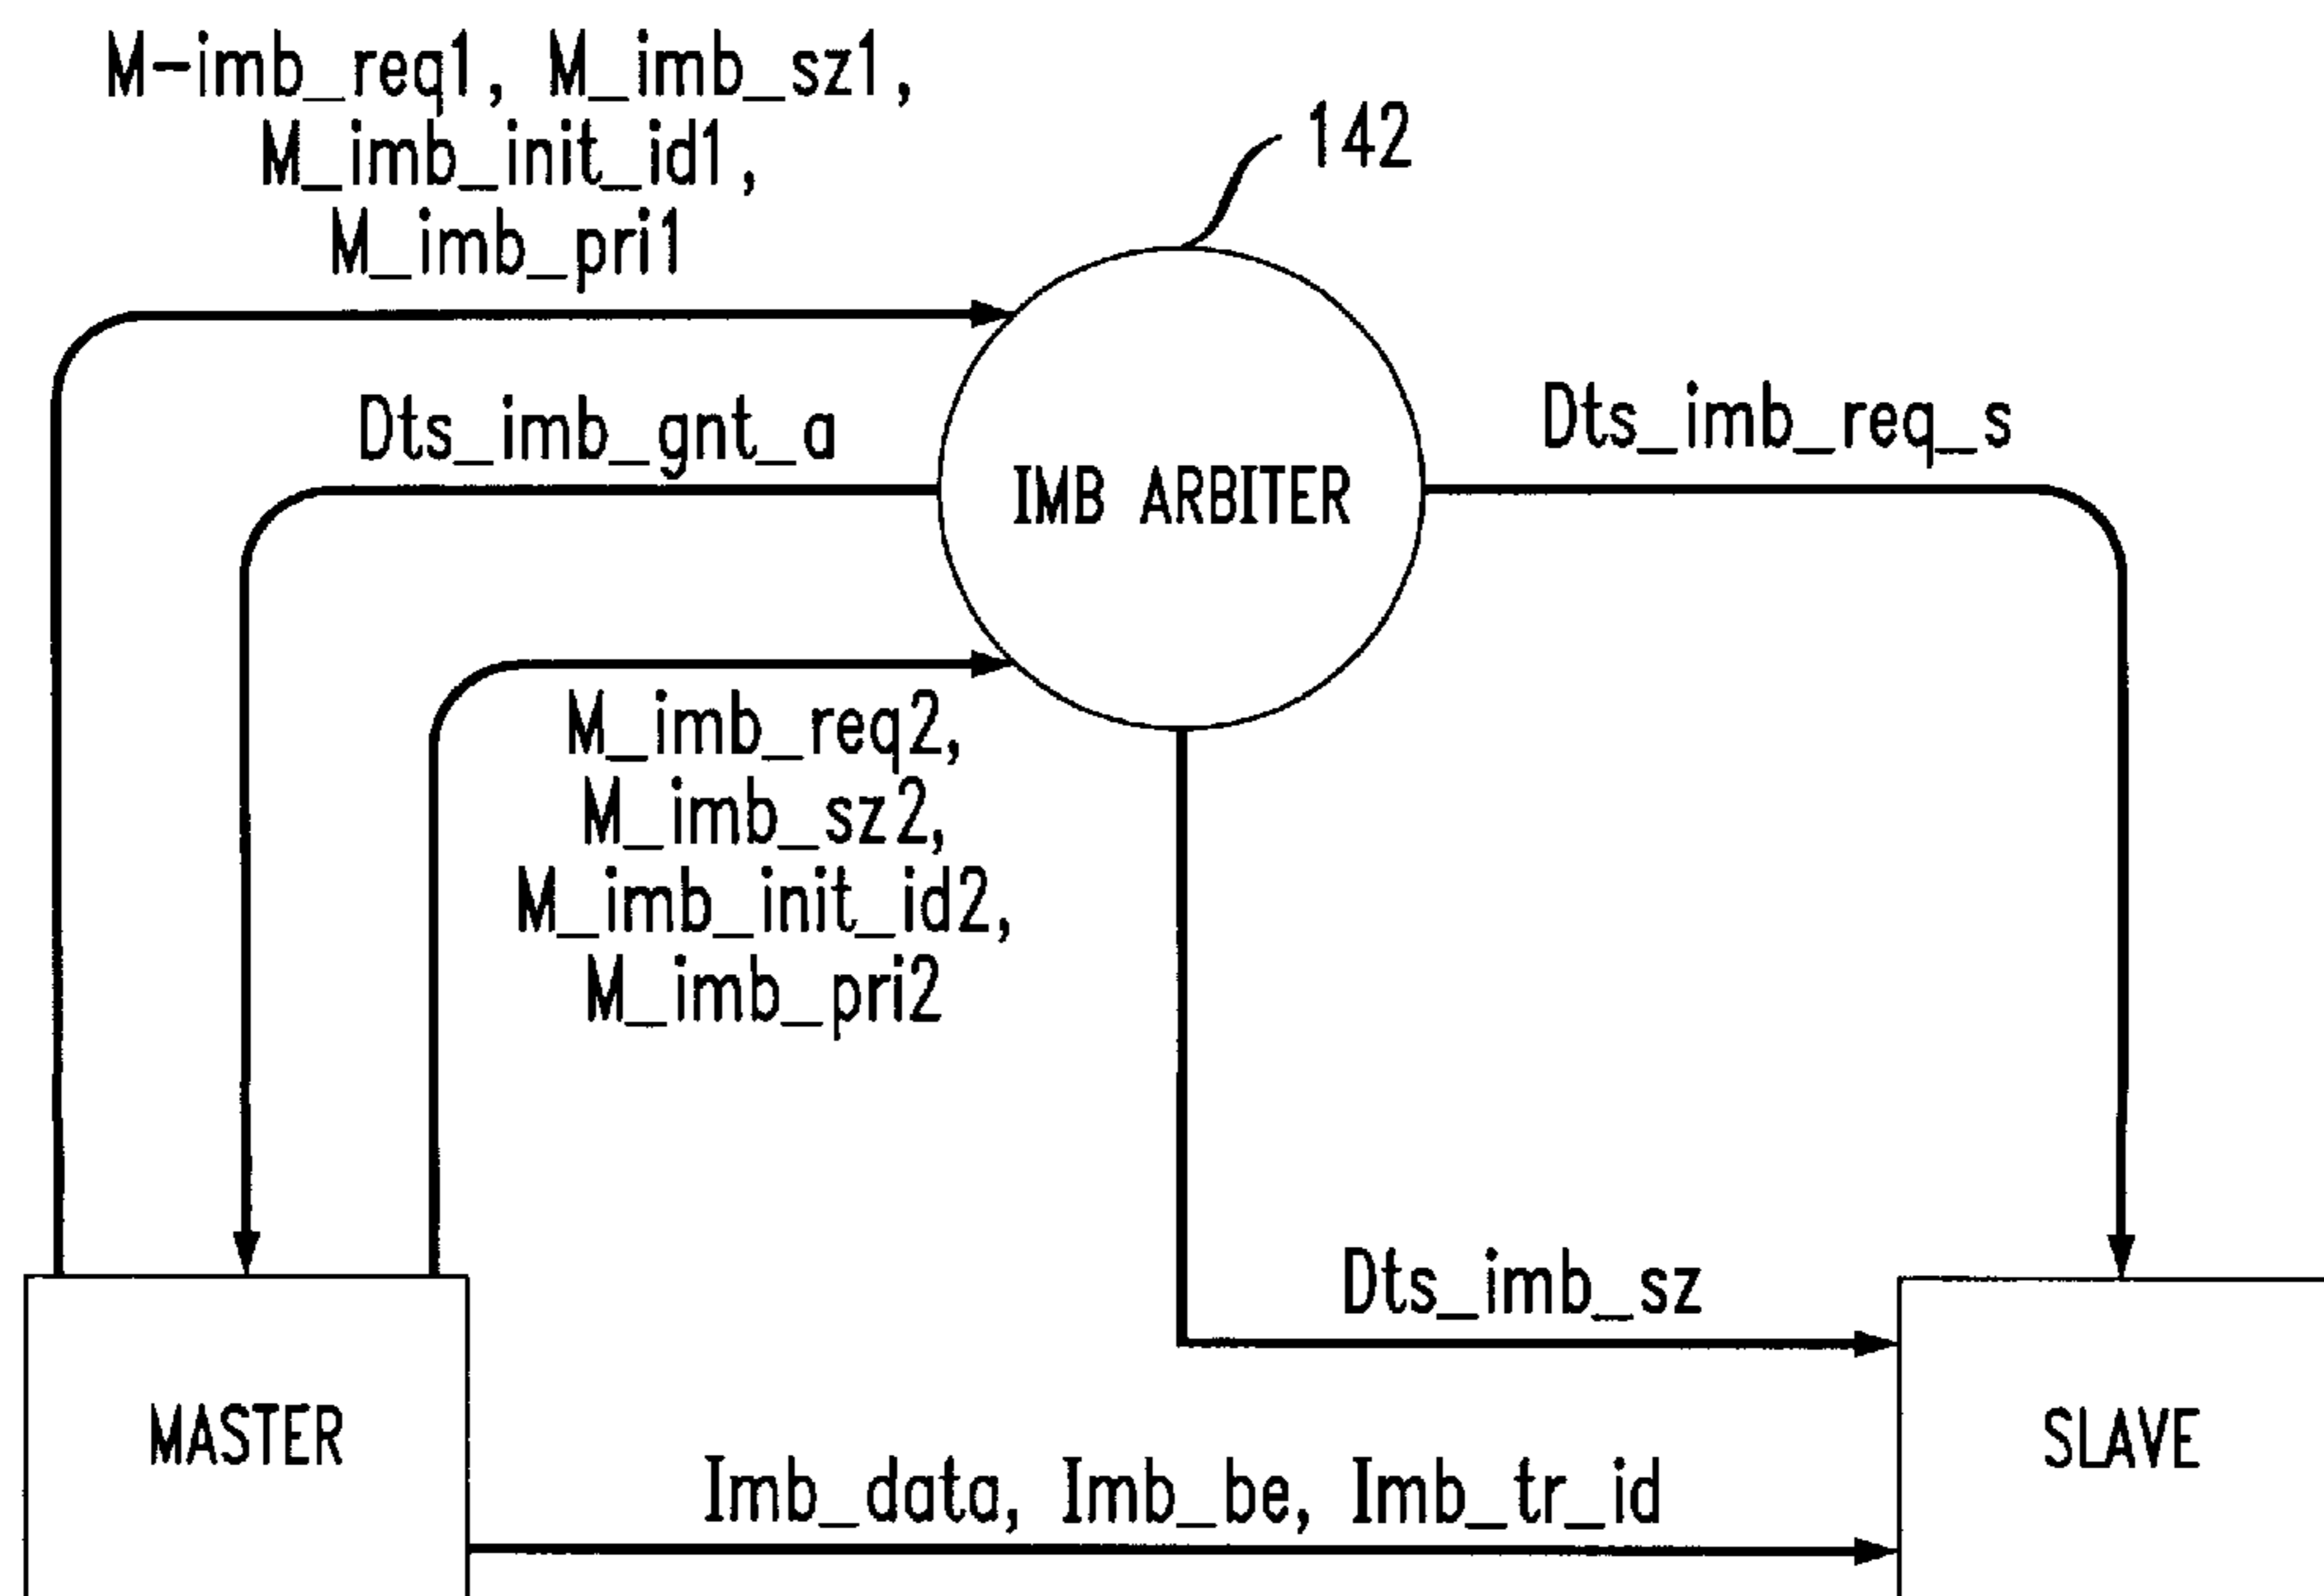 M-imb_req1, M_imb_sz1,
M_imb_init_id1,
M_imb_pri1
142
Dts_imb_gnt_a
IMB ARBITER
Dts_imb_req_s
M_imb_req2,
M_imb_sz2,
M_imb_init_id2,
M_imb_pri2
Dts_imb_sz
MASTER
SLAVE
Imb_data, Imb_be, Imb_tr_id